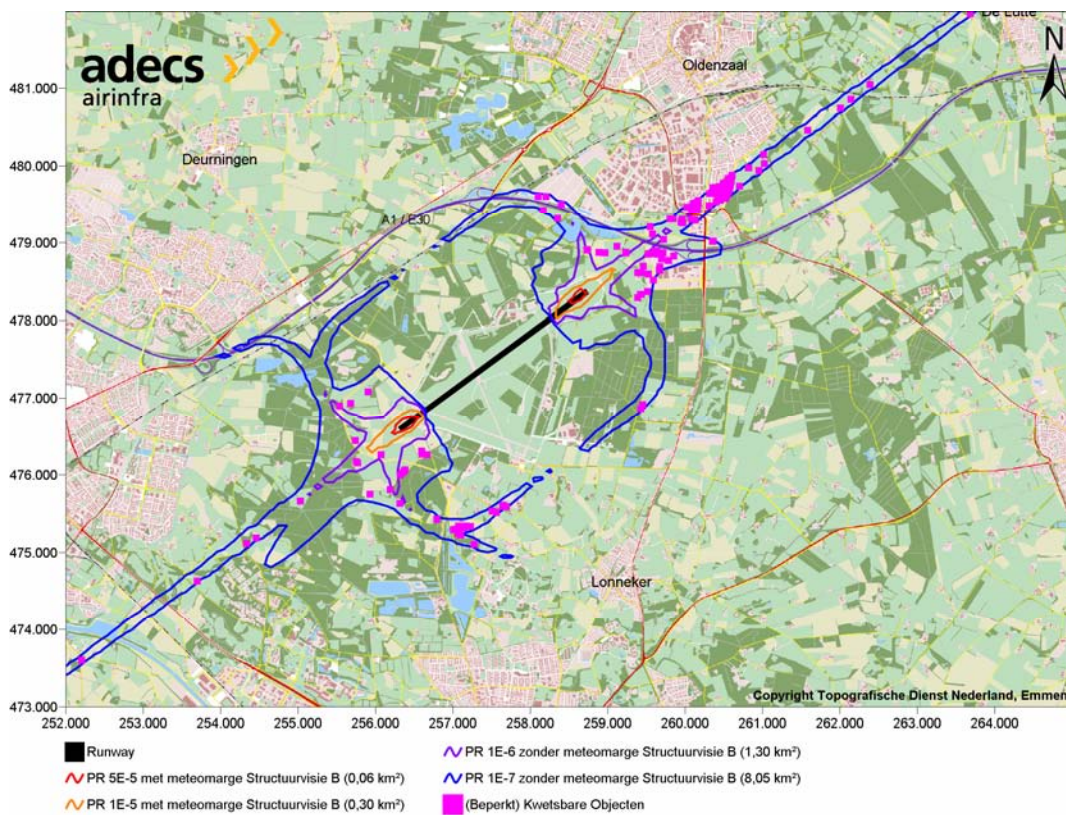 De Lutte
N
adecs
airinfra
Oldenzaal
481.000
480.000
Deurningen
A1 / E30
479.000
478.000
477.000
476.000
475.000
Lonneker
474.000
Copyright Topografische Dienst Nederland, Emmen
473.000
252.000 253.000 254.000 255.000 256.000 257.000 258.000 259.000 260.000 261.000 262.000 263.000 264.000
Runway
PR 1E-6 zonder meteomarge Structuurvisie B (1,30 km²)
PR 5E-5 met meteomarge Structuurvisie B (0,06 km²)
PR 1E-7 zonder meteomarge Structuurvisie B (8,05 km²)
PR 1E-5 met meteomarge Structuurvisie B (0,30 km²)
(Beperkt) Kwetsbare Objecten